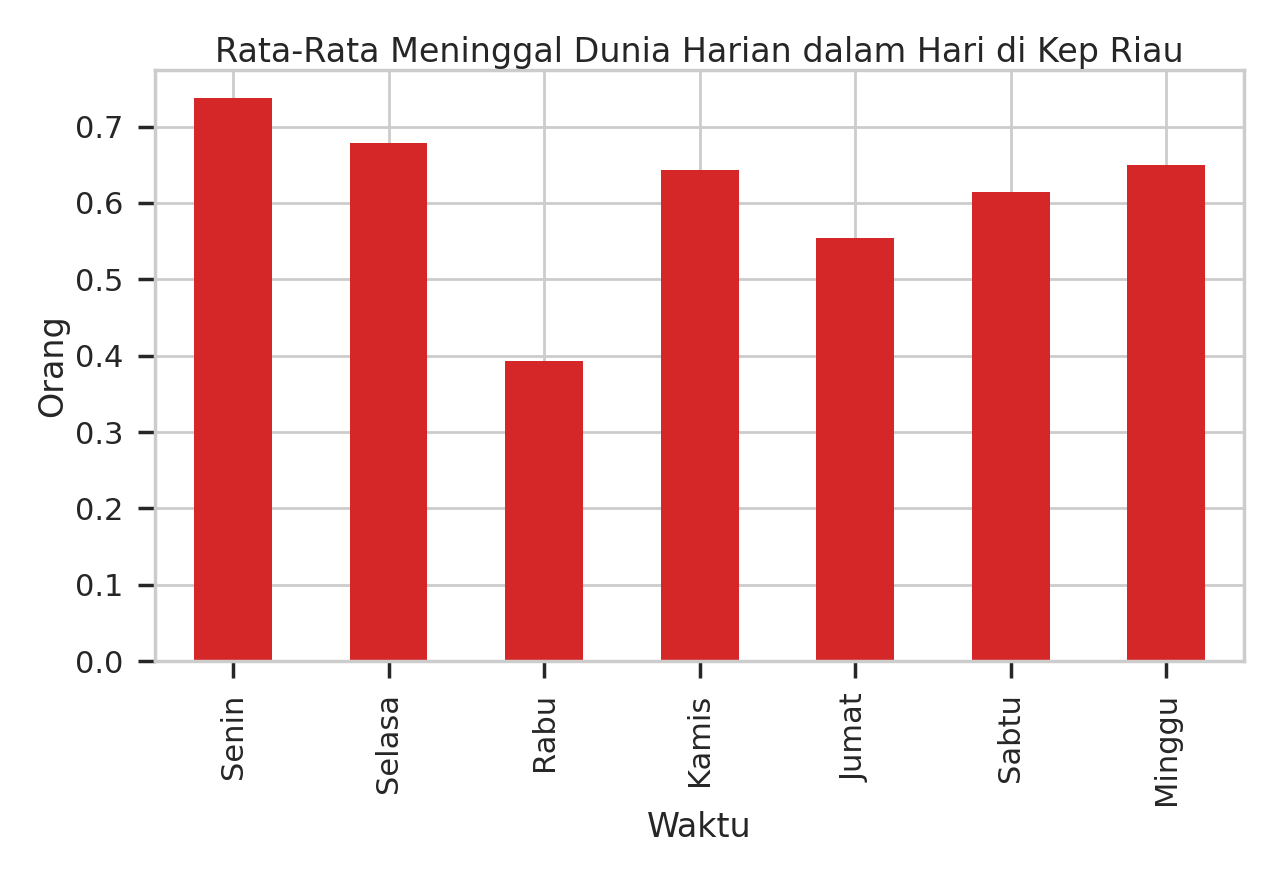 Rata-Rata Meninggal Dunia Harian dalam Hari di Kep Riau
0.7
0.6
0.5
0.4
0.3
0.2
0.1
0.0
Orang
Senin
Selasa
Rabu
Kamis
Jumat
Sabtu
Minggu
Waktu